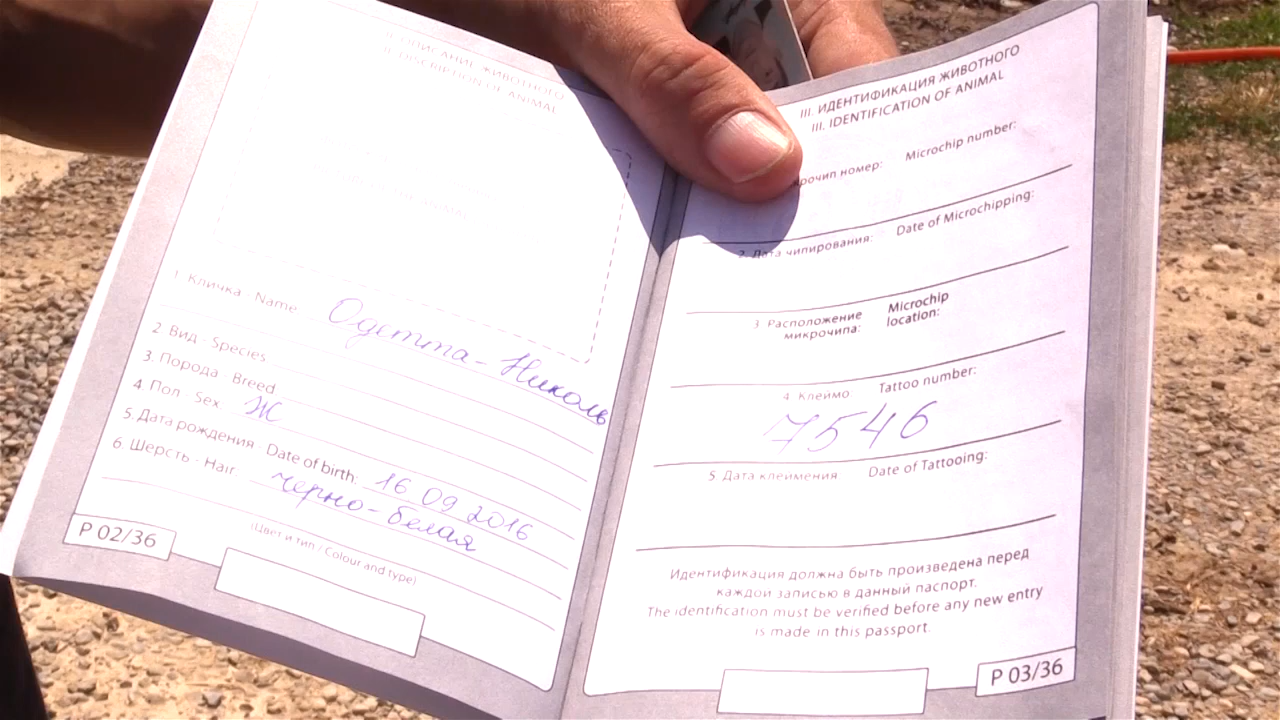 II. ОПИСАНИЕ ЖИВОТНОГО
II. DISCRIPTION OF ANIMAL
1. Кличка - Name Одетта-Николь
2. Вид - Species
3. Порода - Breed
4. Пол - Sex Ж
5. Дата рождения Date of birth: 16 09 2016
6. Шерсть - Hair черно-белая
(Цвет и тип / Colour and type)
P 02/36
III. ИДЕНТИФИКАЦИЯ ЖИВОТНОГО
III. IDENTIFICATION OF ANIMAL
номер: Microchip number:
2. Дата чипирования: Date of Microchipping:
3 Расположение микрочипа: Microchip location:
4. Клеймо: Tattoo number:
7546
5. Дата клеймения: Date of Tattooing:
Идентификация должна быть произведена перед
каждой записью в данный паспорт.
The identification must be verified before any new entry
is made in this passport.
P 03/36